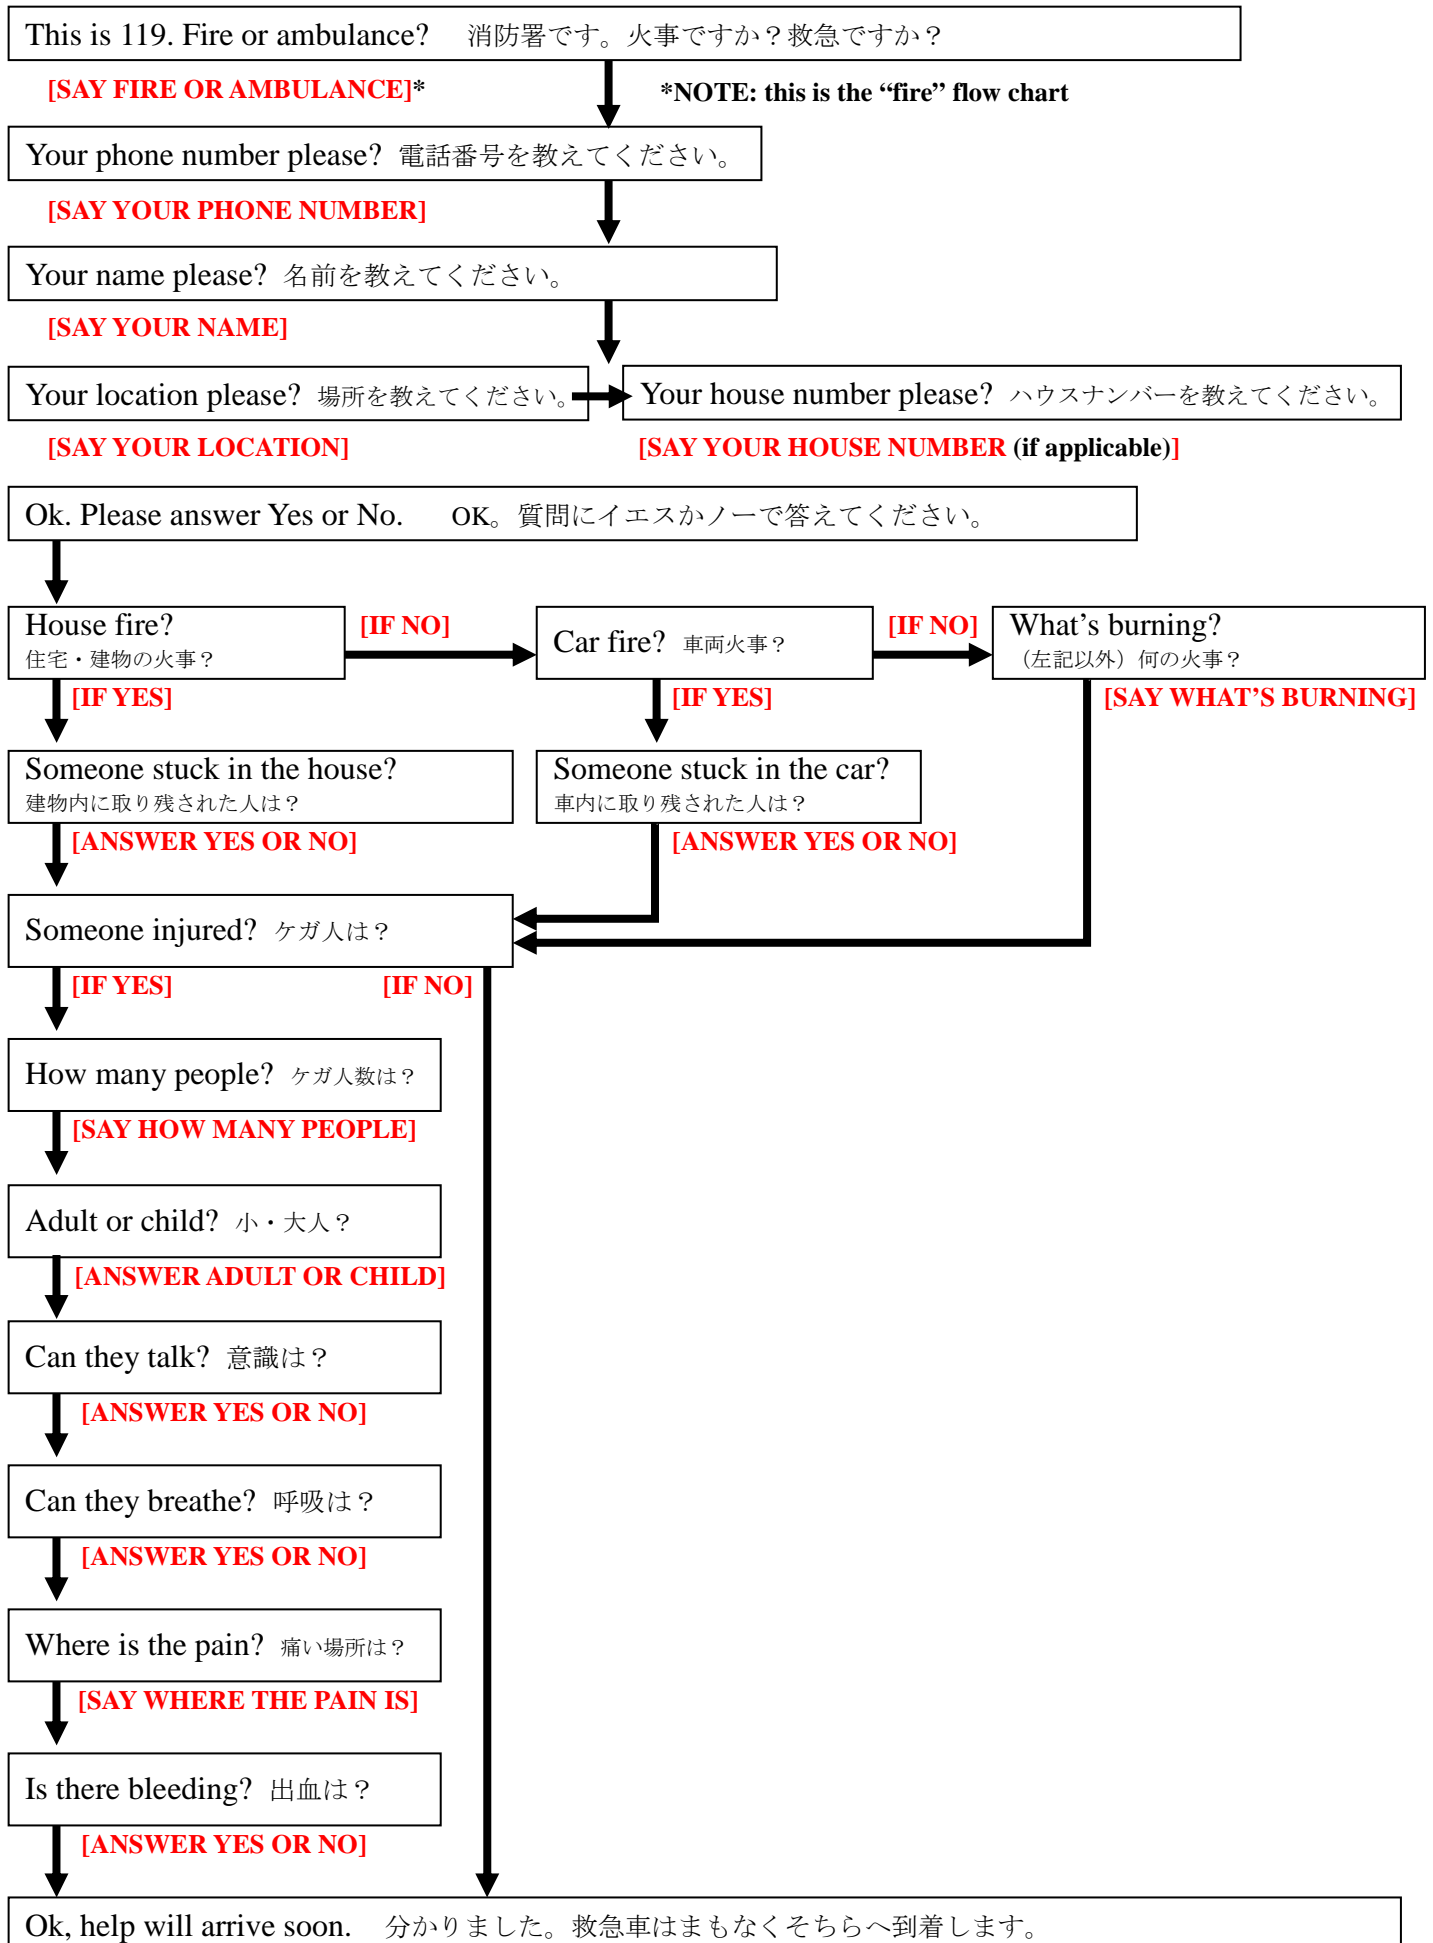 This is 119. Fire or ambulance? 消防署です。火事ですか？救急ですか？
[SAY FIRE OR AMBULANCE]*
*NOTE: this is the “fire” flow chart
Your phone number please? 電話番号を教えてください。
[SAY YOUR PHONE NUMBER]
Your name please? 名前を教えてください。
[SAY YOUR NAME]
Your location please? 場所を教えてください。
Your house number please? ハウスナンバーを教えてください。
[SAY YOUR LOCATION]
[SAY YOUR HOUSE NUMBER (if applicable)]
Ok. Please answer Yes or No. OK。質問にイエスかノーで答えてください。
House fire?
住宅・建物の火事？
[IF NO]
Car fire? 車両火事？
[IF NO]
What’s burning?
（左記以外）何の火事？
[IF YES]
[IF YES]
[SAY WHAT’S BURNING]
Someone stuck in the house?
建物内に取り残された人は？
Someone stuck in the car?
車内に取り残された人は？
[ANSWER YES OR NO]
[ANSWER YES OR NO]
Someone injured? ケガ人は？
[IF YES]
[IF NO]
How many people? ケガ人数は？
[SAY HOW MANY PEOPLE]
Adult or child? 小・大人？
[ANSWER ADULT OR CHILD]
Can they talk? 意識は？
[ANSWER YES OR NO]
Can they breathe? 呼吸は？
[ANSWER YES OR NO]
Where is the pain? 痛い場所は？
[SAY WHERE THE PAIN IS]
Is there bleeding? 出血は？
[ANSWER YES OR NO]
Ok, help will arrive soon. 分かりました。救急車はまもなくそちらへ到着します。